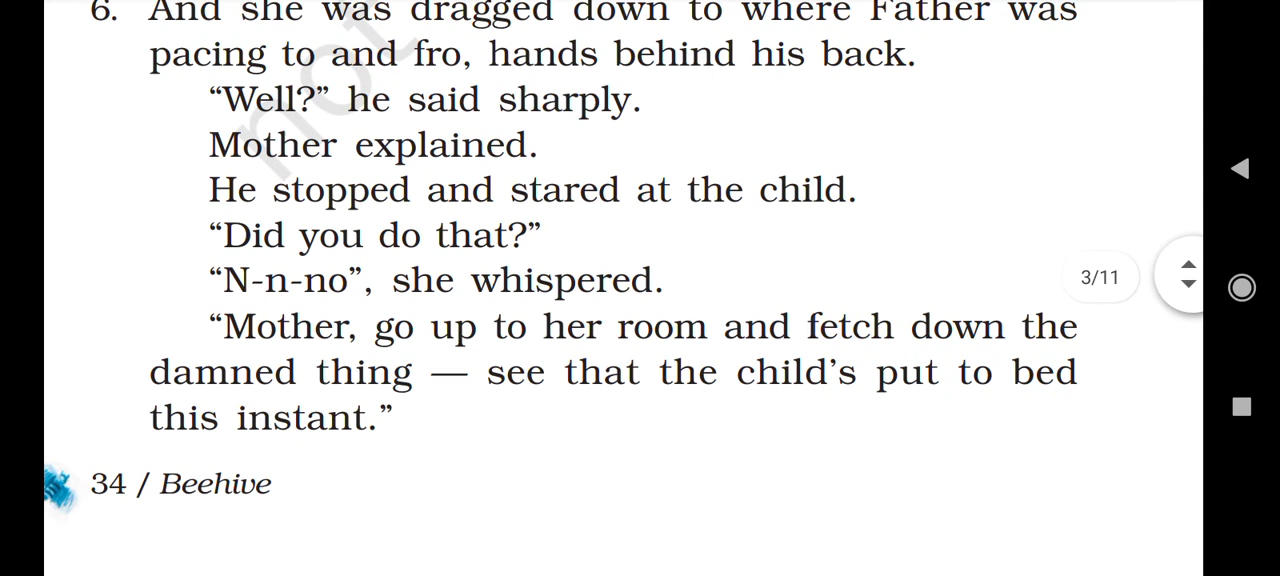 6. And she was dragged down to where Father was
pacing to and fro, hands behind his back.
“Well?” he said sharply.
Mother explained.
He stopped and stared at the child.
“Did you do that?”
“N-n-no”, she whispered.
“Mother, go up to her room and fetch down the
damned thing — see that the child’s put to bed
this instant.”
34 / Beehive
3/11
not